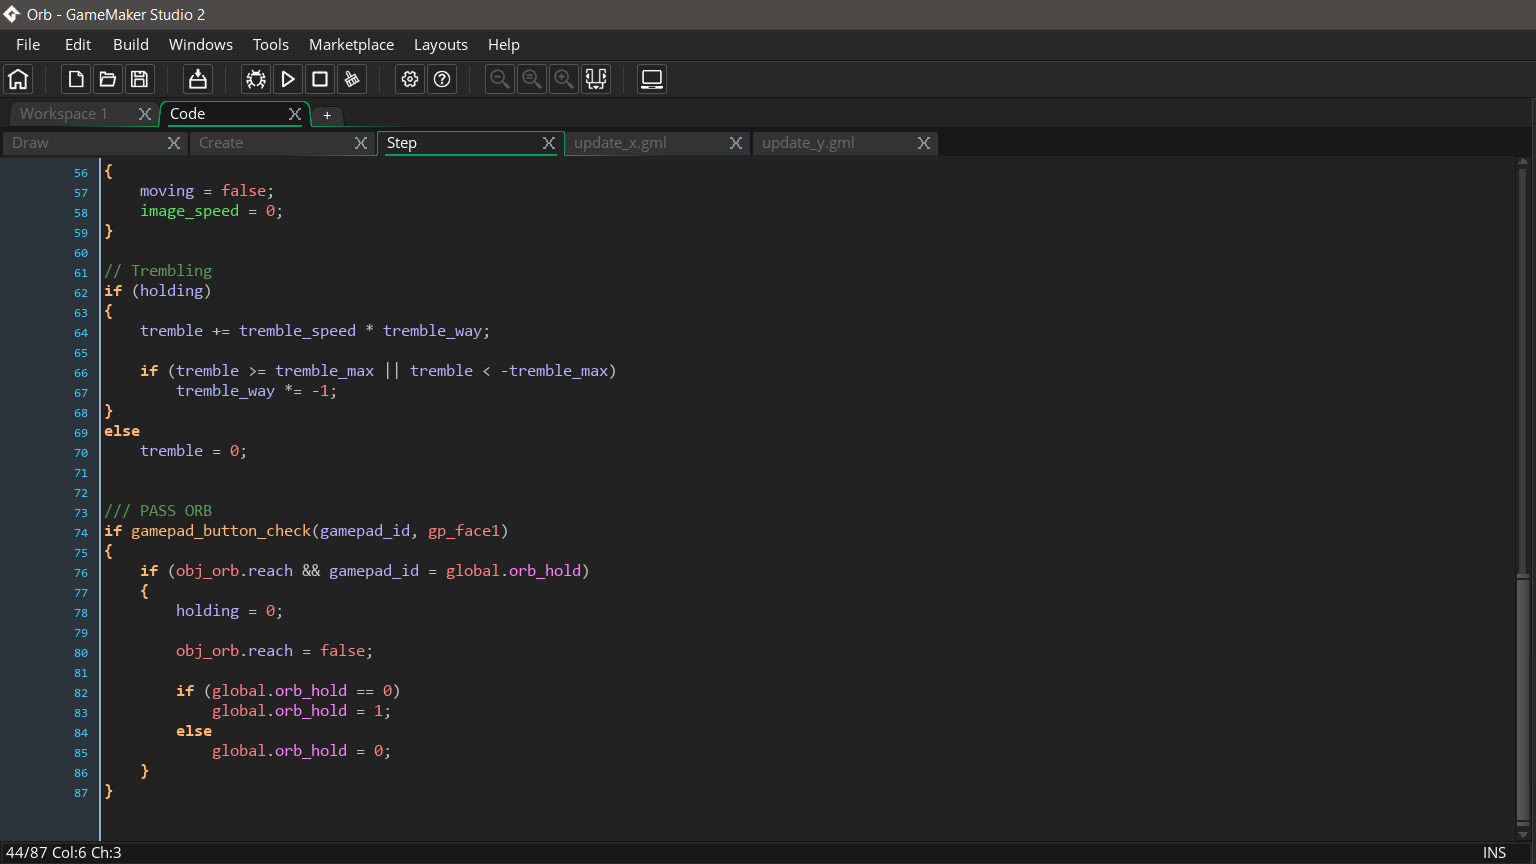 Orb - GameMaker Studio 2
File Edit Build Windows Tools Marketplace Layouts Help
Workspace 1 X Code X +
Draw X Create X Step X update_x.gml X update_y.gml X
56 {
57     moving = false;
58     image_speed = 0;
59 }
60
61 // Trembling
62 if (holding)
63 {
64     tremble += tremble_speed * tremble_way;
65
66     if (tremble >= tremble_max || tremble < -tremble_max)
67         tremble_way *= -1;
68 }
69 else
70     tremble = 0;
71
72
73 /// PASS ORB
74 if gamepad_button_check(gamepad_id, gp_face1)
75 {
76     if (obj_orb.reach && gamepad_id = global.orb_hold)
77     {
78         holding = 0;
79
80         obj_orb.reach = false;
81
82         if (global.orb_hold == 0)
83             global.orb_hold = 1;
84         else
85             global.orb_hold = 0;
86     }
87 }
44/87 Col:6 Ch:3 INS